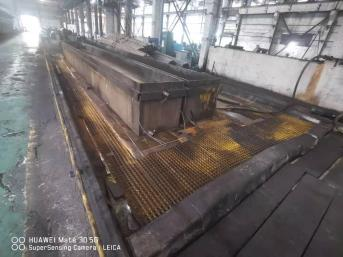 HUAWEI Mate 30 5G
SuperSensing Camera | LEICA